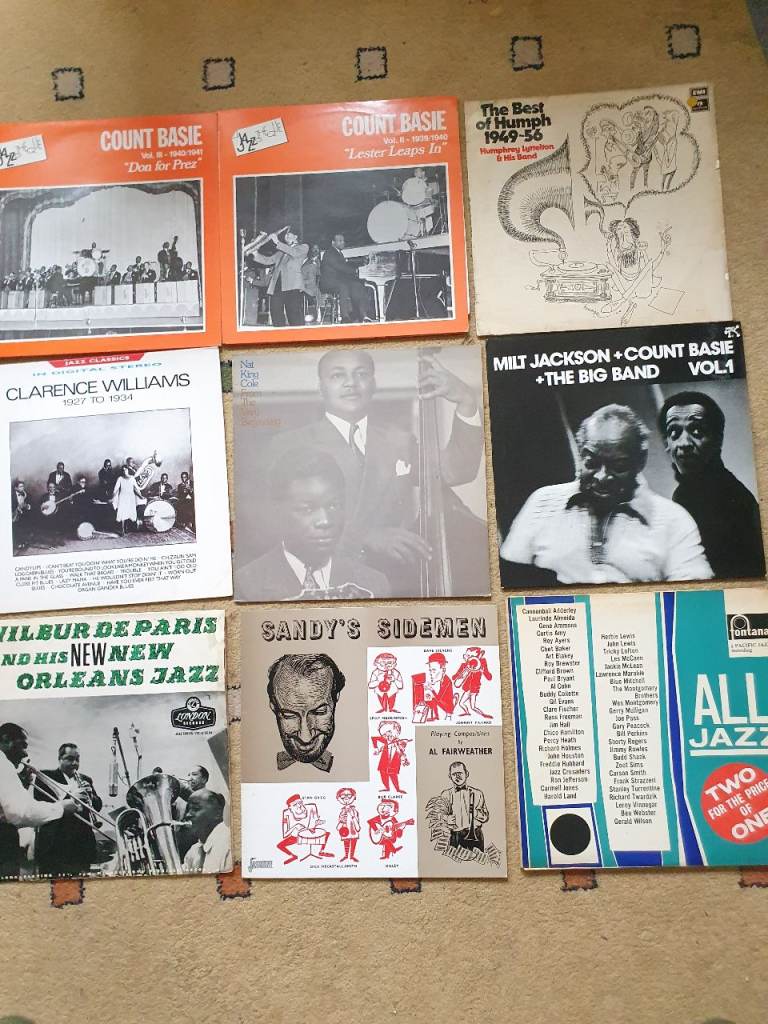 COUNT BASIE
Vol. III - 1940/1941
"Don for Prez"
COUNT BASIE
Vol. II - 1939/1940
"Lester Leaps In"
The Best
of Humph
1949-56
Humphrey Lyttelton
& His Band
EMI
JAZZ CLASSICS
IN DIGITAL STEREO
CLARENCE WILLIAMS
1927 TO 1934
Nat
King
Cole
MILT JACKSON + COUNT BASIE
+ THE BIG BAND VOL.1
WILBUR DE PARIS
AND HIS NEW NEW
ORLEANS JAZZ
LONDON
SANDY'S SIDEMEN
Playing Compositions
by
AL FAIRWEATHER
Cannonball Adderley
Laurindo Almeida
Gene Ammons
Curtis Amy
Roy Ayers
Chet Baker
Art Blakey
Roy Brewster
Clifford Brown
Paul Bryant
Al Cohn
Buddy Collette
Gil Evans
Clare Fischer
Russ Freeman
Jim Hall
Chico Hamilton
Percy Heath
Richard Holmes
John Houston
Freddie Hubbard
Jazz Crusaders
Ron Jefferson
Carmell Jones
Harold Land
Herbie Lewis
John Lewis
Tricky Lofton
Les McCann
Jackie McLean
Lawrence Marable
Blue Mitchell
The Montgomery
Brothers
Wes Montgomery
Gerry Mulligan
Joe Pass
Gary Peacock
Bill Perkins
Shorty Rogers
Jimmy Rowles
Budd Shank
Zoot Sims
Carson Smith
Frank Strazzeri
Stanley Turrentine
Richard Twardzik
Leroy Vinnegar
Ben Webster
Gerald Wilson
fontana
ALL
JAZZ
TWO
FOR THE PRICE
OF
ONE